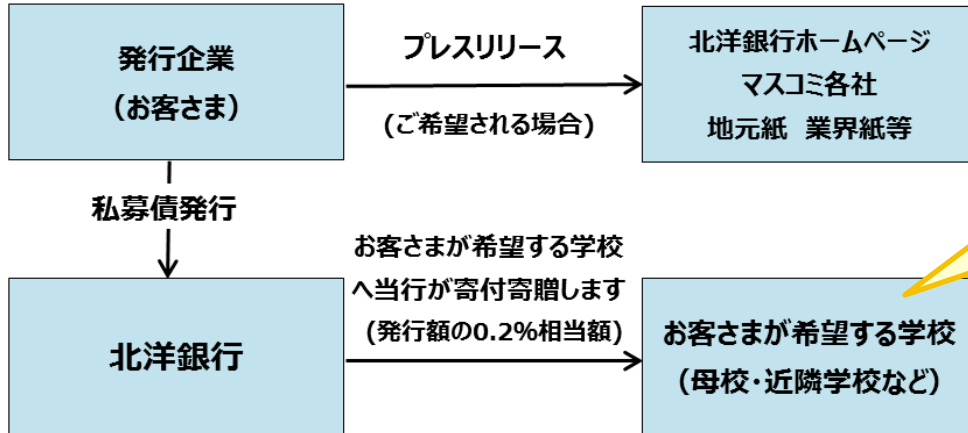 発行企業
（お客さま）
プレスリリース
(ご希望される場合)
北洋銀行ホームページ
マスコミ各社
地元紙 業界紙等
私募債発行
北洋銀行
お客さまが希望する学校
へ当行が寄付寄贈します
(発行額の0.2%相当額)
お客さまが希望する学校
（母校・近隣学校など）